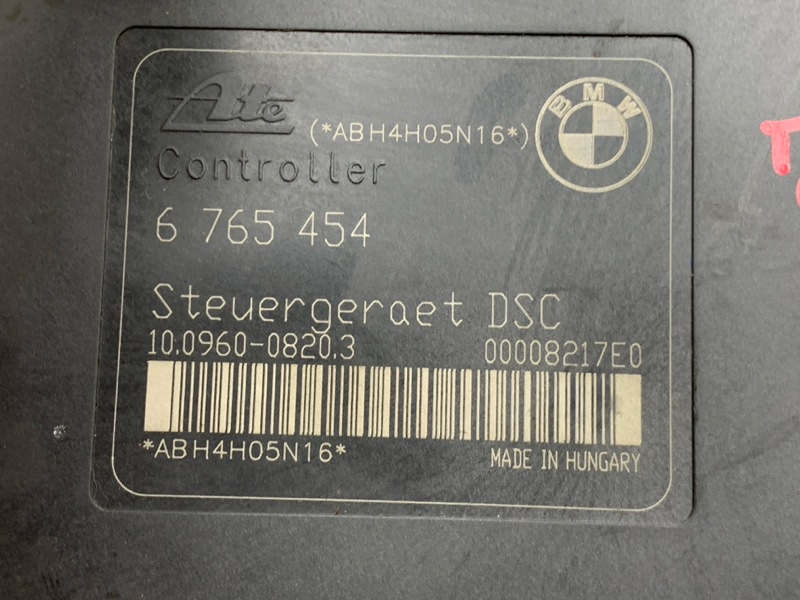 Ate
(*ABH4H05N16*)
BMW
Controller
6 765 454
Steuergeraet DSC
10.0960-0820.3 00008217E0
*ABH4H05N16*
MADE IN HUNGARY